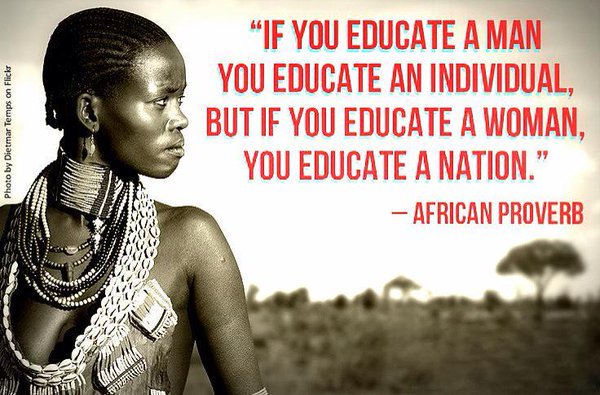 “IF YOU EDUCATE A MAN
YOU EDUCATE AN INDIVIDUAL,
BUT IF YOU EDUCATE A WOMAN,
YOU EDUCATE A NATION.”
– AFRICAN PROVERB
Photo by Dietmar Temps on Flickr